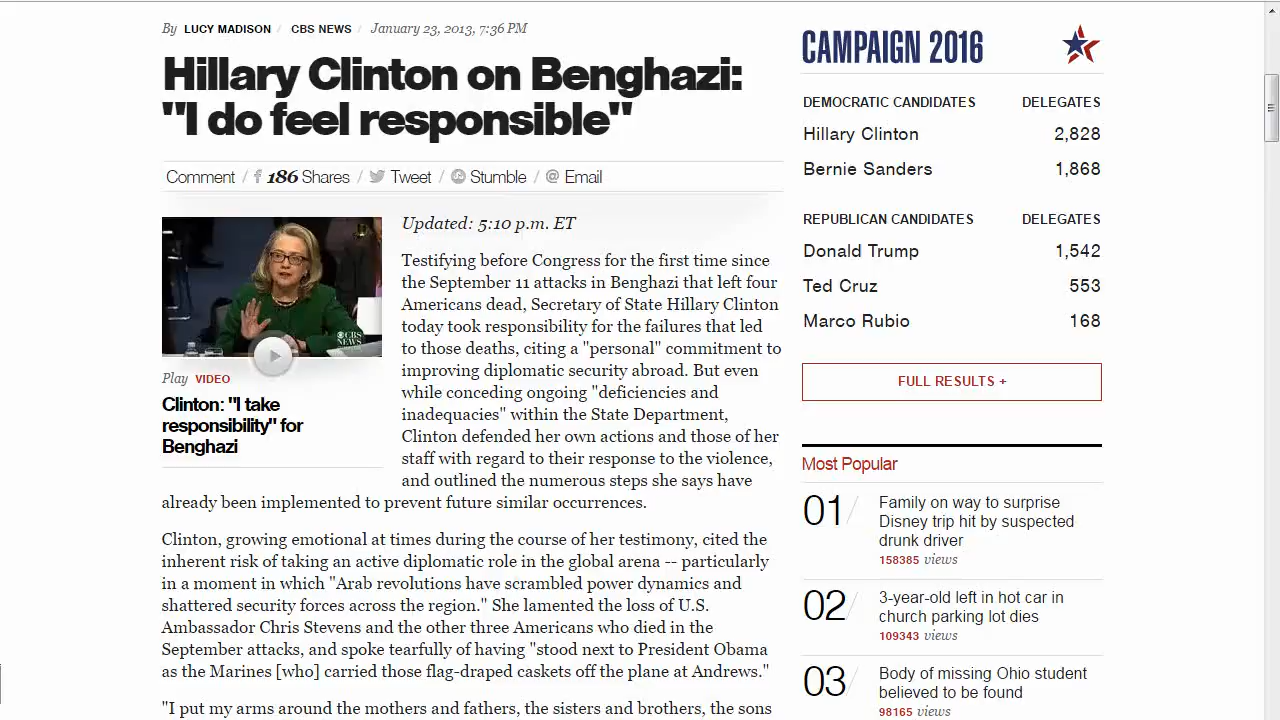 By LUCY MADISON / CBS NEWS / January 23, 2013, 7:36 PM
Hillary Clinton on Benghazi:
"I do feel responsible"
Comment / f 186 Shares / Tweet / Stumble / @ Email
CBS NEWS
Play VIDEO
Clinton: "I take
responsibility" for
Benghazi
Updated: 5:10 p.m. ET
Testifying before Congress for the first time since
the September 11 attacks in Benghazi that left four
Americans dead, Secretary of State Hillary Clinton
today took responsibility for the failures that led
to those deaths, citing a "personal" commitment to
improving diplomatic security abroad. But even
while conceding ongoing "deficiencies and
inadequacies" within the State Department,
Clinton defended her own actions and those of her
staff with regard to their response to the violence,
and outlined the numerous steps she says have
already been implemented to prevent future similar occurrences.
Clinton, growing emotional at times during the course of her testimony, cited the
inherent risk of taking an active diplomatic role in the global arena -- particularly
in a moment in which "Arab revolutions have scrambled power dynamics and
shattered security forces across the region." She lamented the loss of U.S.
Ambassador Chris Stevens and the other three Americans who died in the
September attacks, and spoke tearfully of having "stood next to President Obama
as the Marines [who] carried those flag-draped caskets off the plane at Andrews."
"I put my arms around the mothers and fathers, the sisters and brothers, the sons
CAMPAIGN 2016
DEMOCRATIC CANDIDATES DELEGATES
Hillary Clinton 2,828
Bernie Sanders 1,868
REPUBLICAN CANDIDATES DELEGATES
Donald Trump 1,542
Ted Cruz 553
Marco Rubio 168
FULL RESULTS +
Most Popular
01 / Family on way to surprise
Disney trip hit by suspected
drunk driver
158385 views
02 / 3-year-old left in hot car in
church parking lot dies
109343 views
03 / Body of missing Ohio student
believed to be found
98165 views